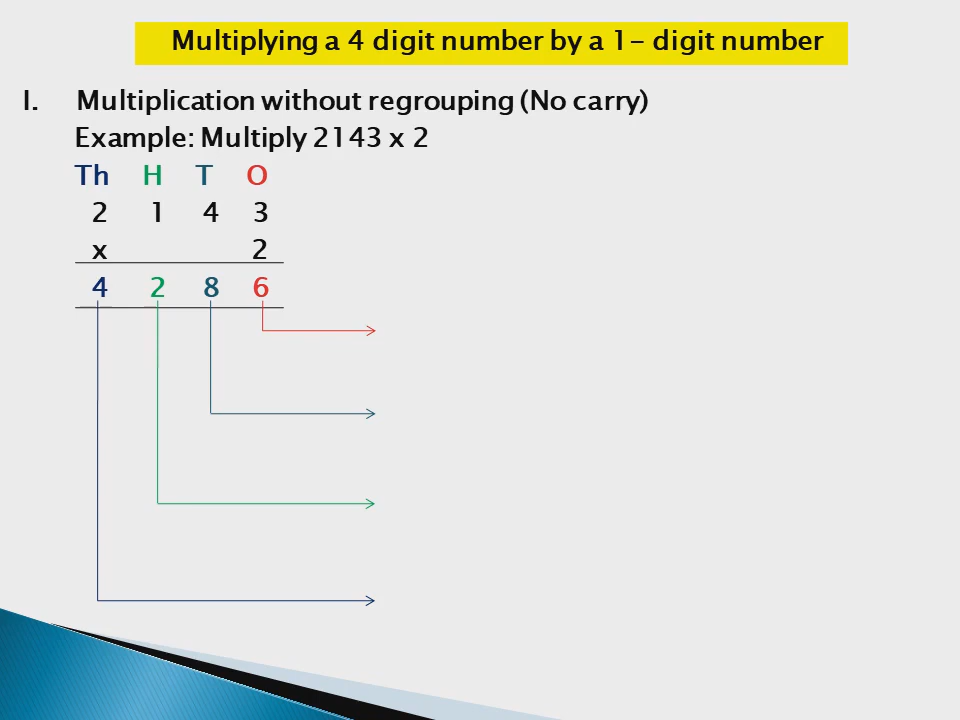 Multiplying a 4 digit number by a 1- digit number
I. Multiplication without regrouping (No carry)
Example: Multiply 2143 x 2
Th H T O
2 1 4 3
x 2
4 2 8 6